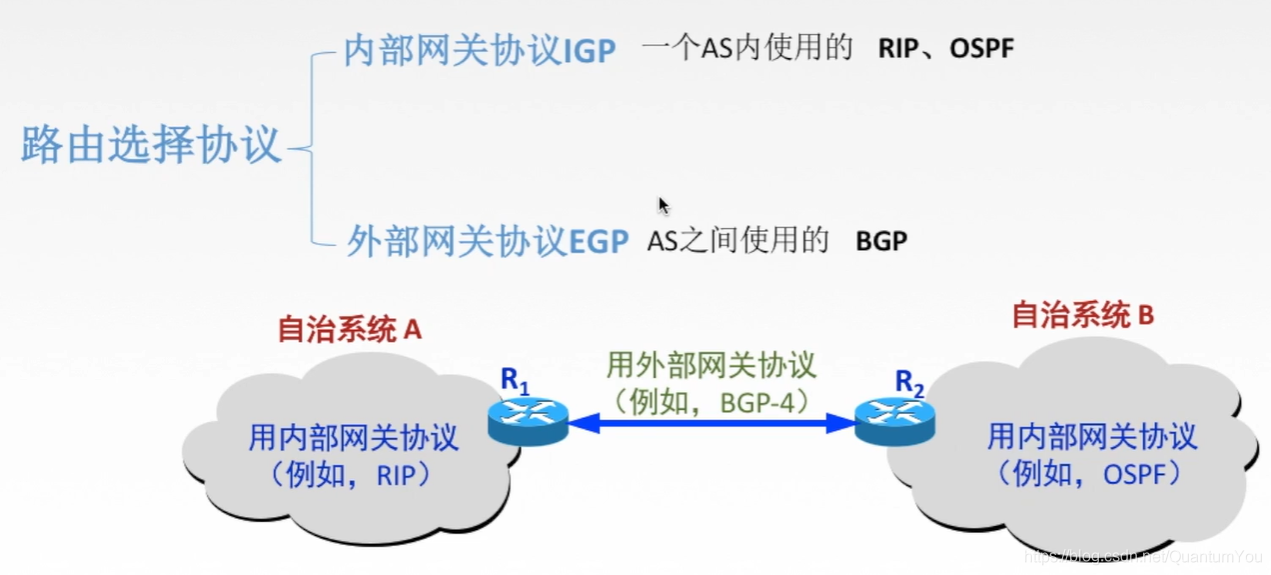 内部网关协议IGP 一个AS内使用的 RIP、OSPF
路由选择协议
外部网关协议EGP AS之间使用的 BGP
自治系统 A
自治系统 B
用外部网关协议
（例如，BGP-4）
R1
R2
用内部网关协议
（例如，RIP）
用内部网关协议
（例如，OSPF）
https://blog.csdn.net/QuantumYou